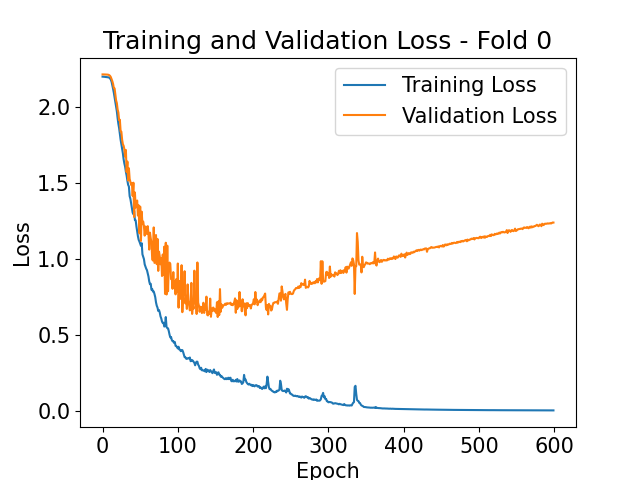 Training and Validation Loss - Fold 0
Training Loss
Validation Loss
Loss
2.0
1.5
1.0
0.5
0.0
0 100 200 300 400 500 600
Epoch